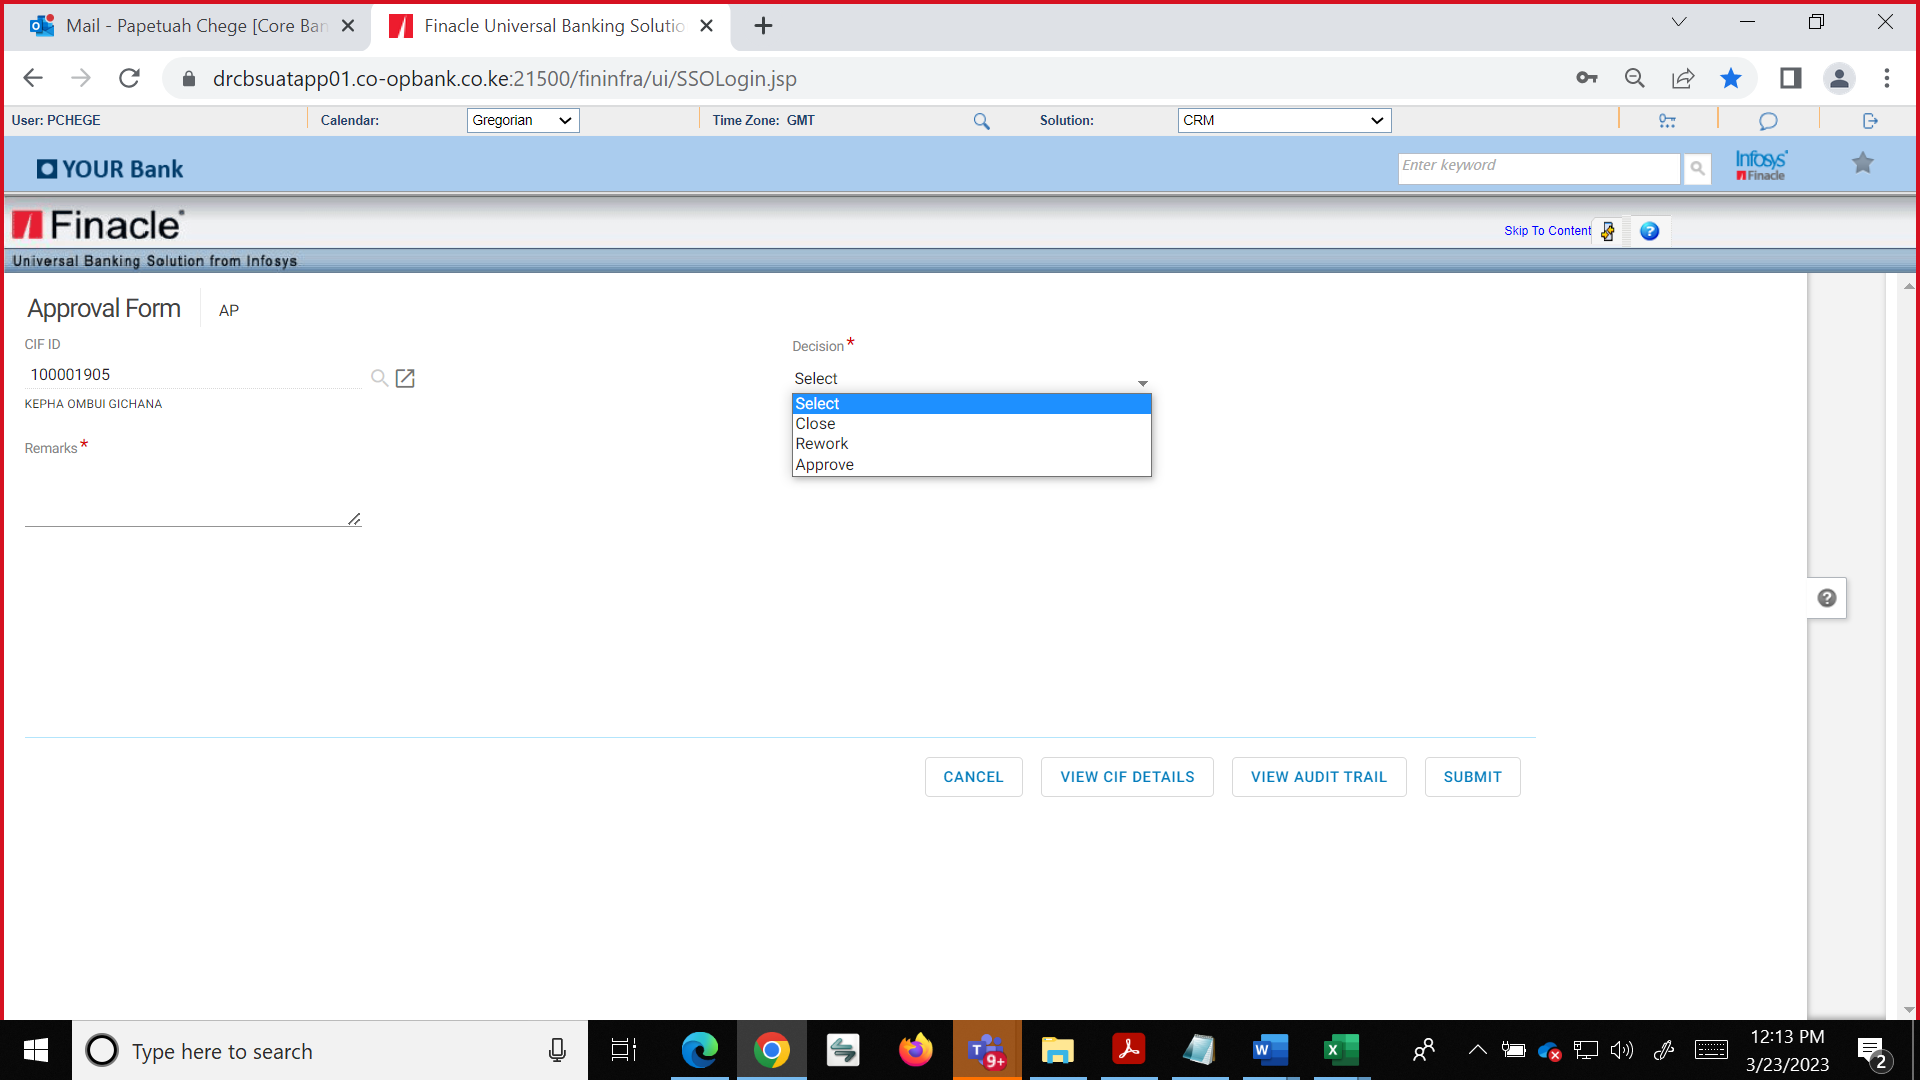 Mail - Papetuah Chege [Core Ban
Finacle Universal Banking Solutio
drcbsuatapp01.co-opbank.co.ke:21500/fininfra/ui/SSOLogin.jsp
User: PCHEGE
Calendar:
Gregorian
Time Zone: GMT
Solution:
CRM
YOUR Bank
Enter keyword
Infosys
Finacle
Finacle
Skip To Content
Universal Banking Solution from Infosys
Approval Form
AP
CIF ID
Decision*
100001905
Select
KEPHA OMBUI GICHANA
Select
Close
Rework
Approve
Remarks*
CANCEL
VIEW CIF DETAILS
VIEW AUDIT TRAIL
SUBMIT
Type here to search
T
9+
W
X
12:13 PM
3/23/2023
2